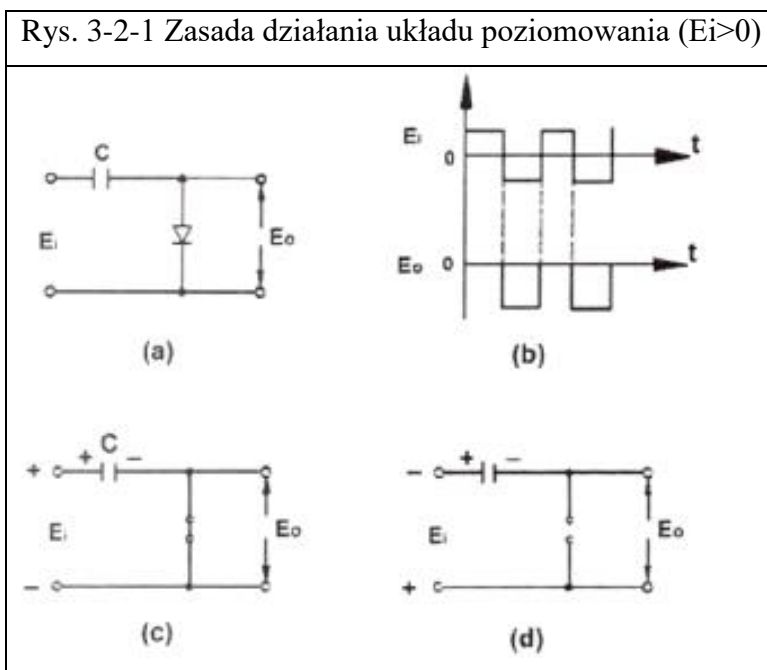 Rys. 3-2-1 Zasada działania układu poziomowania (Ei>0)
C
Ei
Eo
(a)
Ei
0
t
Eo
0
t
(b)
+
+ C −
Ei
Eo
−
(c)
−
+ −
Ei
Eo
+
(d)